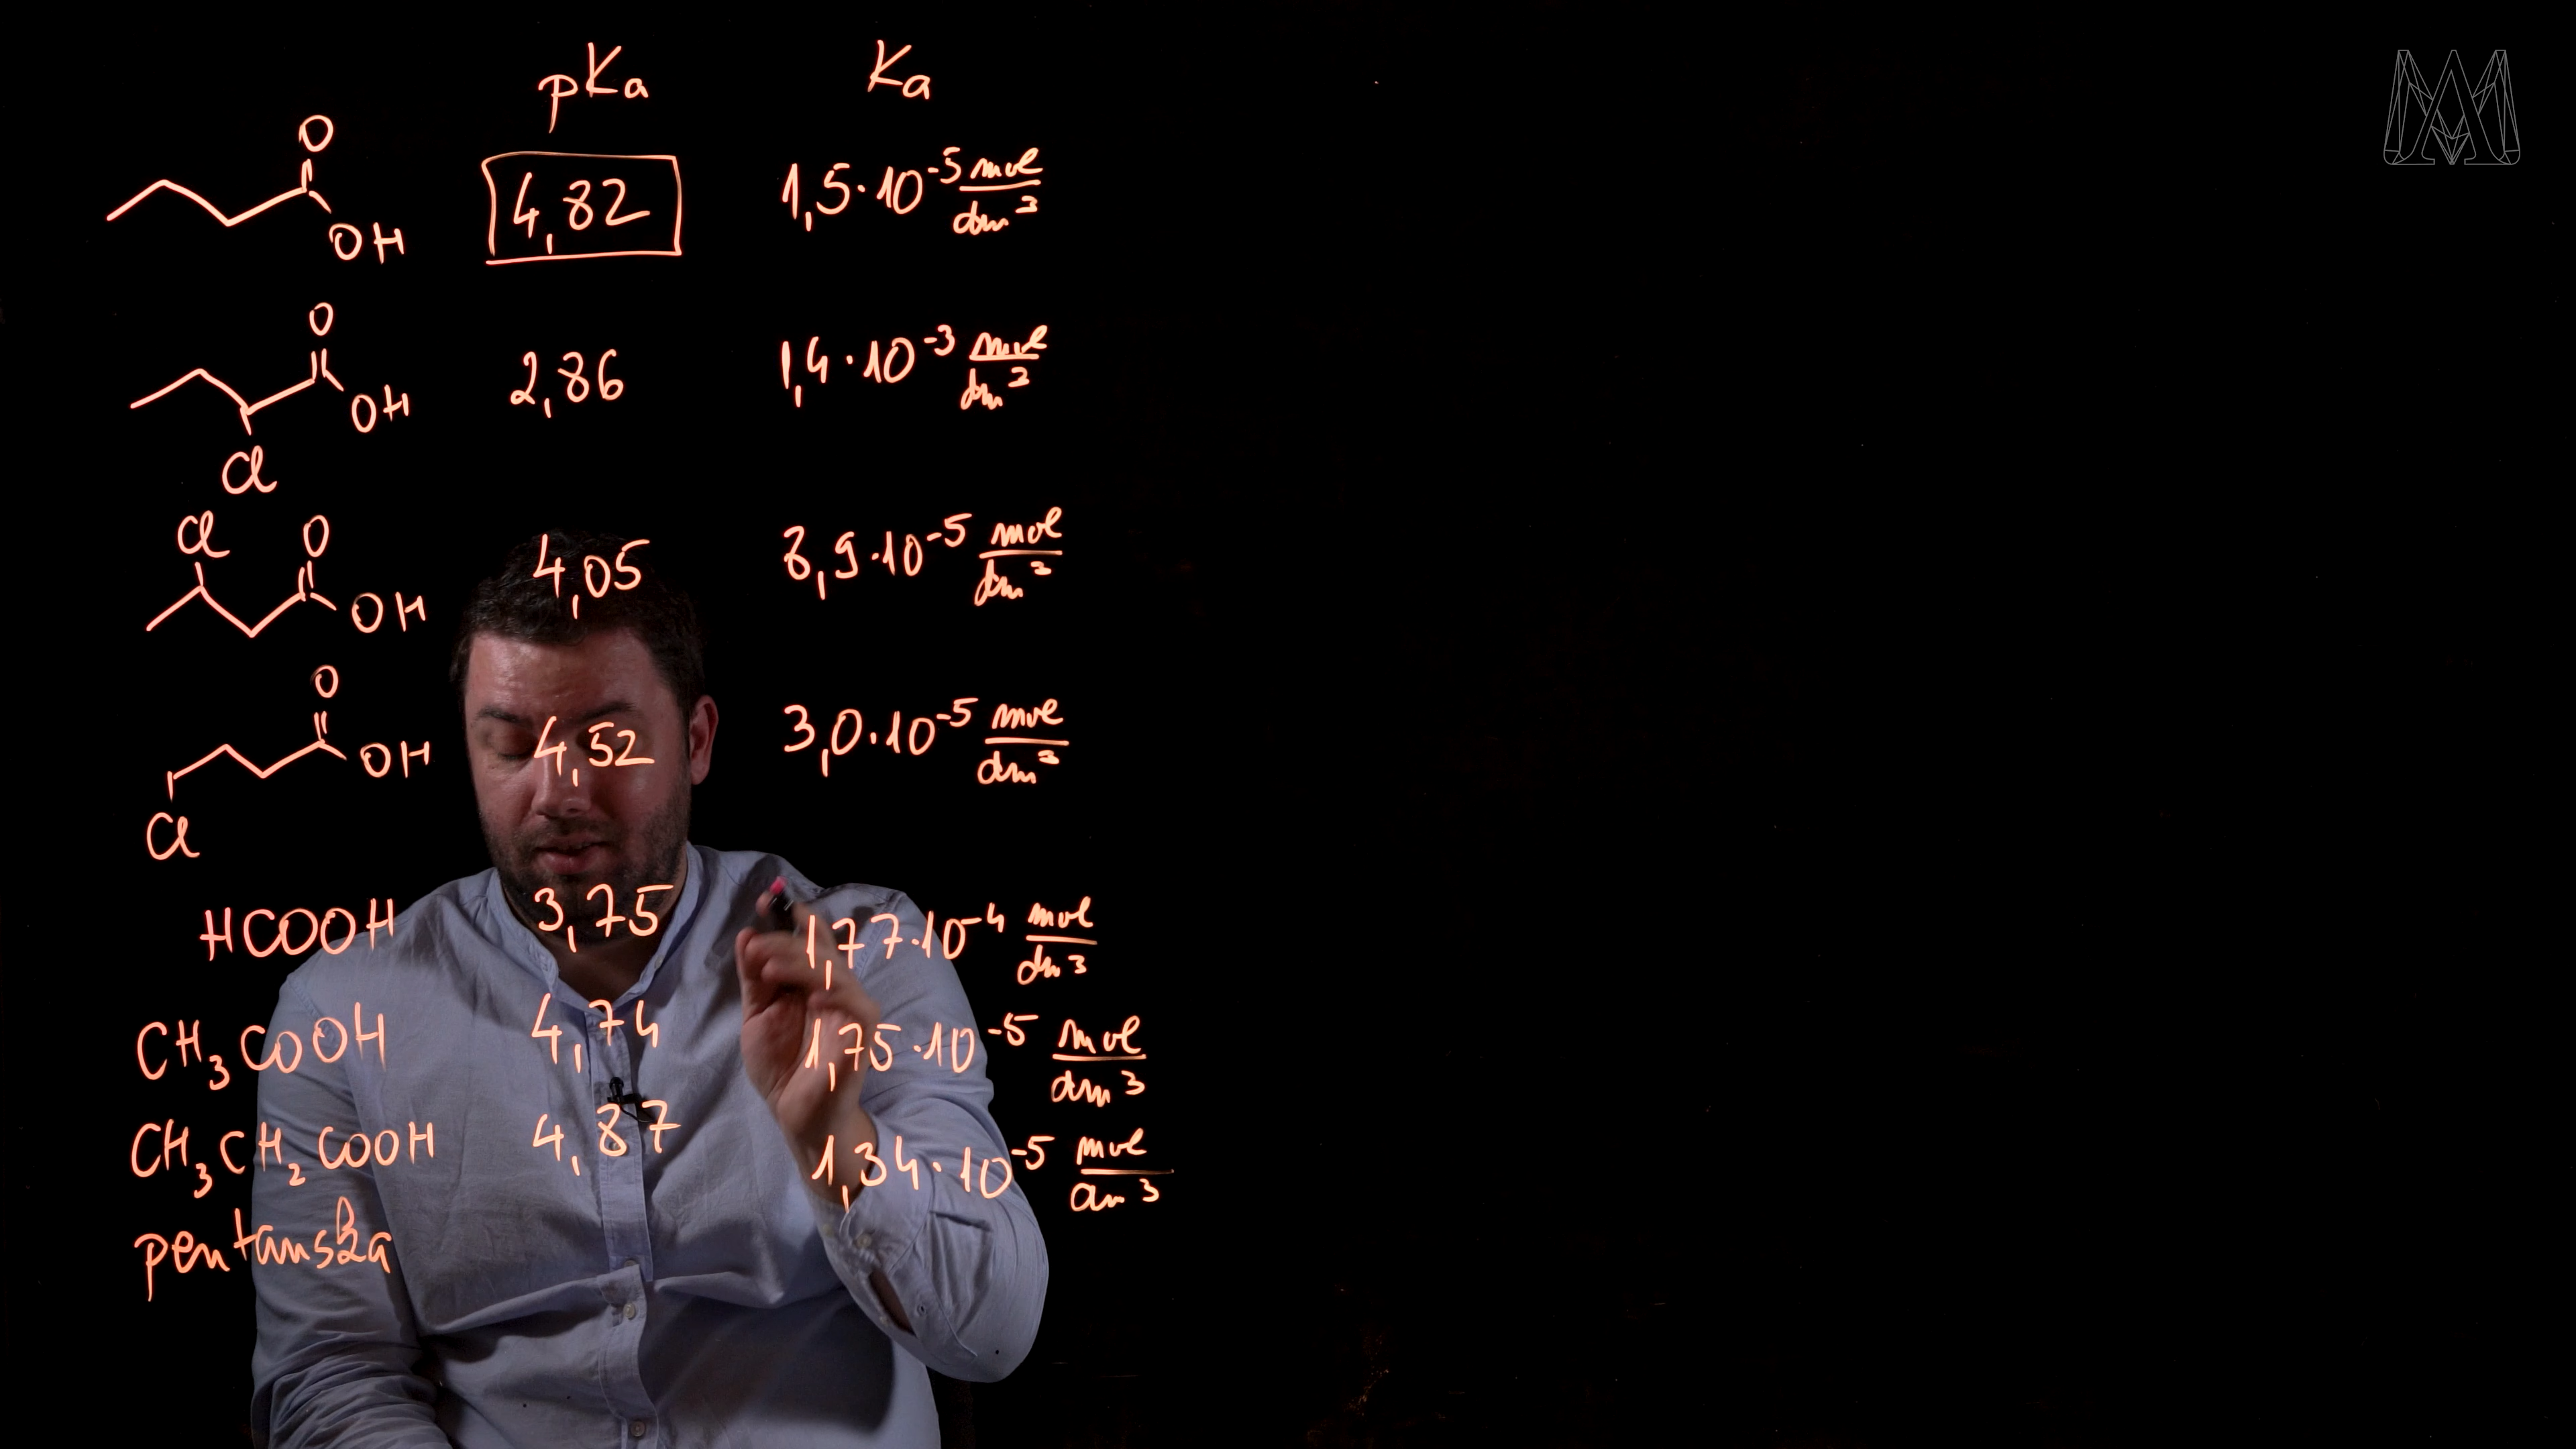 pKa Ka
O
OH 4,82 1,5·10⁻⁵ mol/dm³
O
OH 2,86 1,4·10⁻³ mol/dm³
Cl
Cl O
OH 4,05 8,9·10⁻⁵ mol/dm³
O
OH 4,52 3,0·10⁻⁵ mol/dm³
Cl
HCOOH 3,75 1,77·10⁻⁴ mol/dm³
CH₃COOH 4,74 1,75·10⁻⁵ mol/dm³
CH₃CH₂COOH 4,87 1,34·10⁻⁵ mol/dm³
pentanska